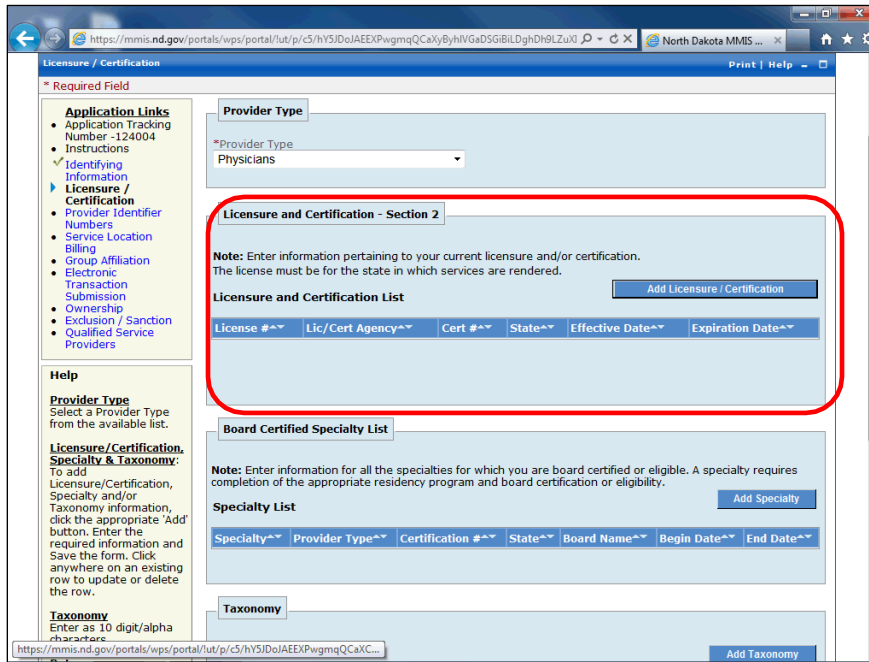 https://mmis.nd.gov/portals/wps/portal/!ut/p/c5/hY5JDoJAEEXPwgmqQCaXyByhIVGaDSGiBiLDghDh9LZuXI
North Dakota MMIS ...
Licensure / Certification
Print | Help
* Required Field
Application Links
Application Tracking
Number -124004
Instructions
Identifying
Information
Licensure /
Certification
Provider Identifier
Numbers
Service Location
Billing
Group Affiliation
Electronic
Transaction
Submission
Ownership
Exclusion / Sanction
Qualified Service
Providers
Help
Provider Type
Select a Provider Type
from the available list.
Licensure/Certification,
Specialty & Taxonomy:
To add
Licensure/Certification,
Specialty and/or
Taxonomy information,
click the appropriate 'Add'
button. Enter the
required information and
Save the form. Click
anywhere on an existing
row to update or delete
the row.
Taxonomy
Enter as 10 digit/alpha
characters
https://mmis.nd.gov/portals/wps/portal/!ut/p/c5/hY5JDoJAEEXPwgmqQCaXC...
Provider Type
*Provider Type
Physicians
Licensure and Certification - Section 2
Note: Enter information pertaining to your current licensure and/or certification.
The license must be for the state in which services are rendered.
Add Licensure / Certification
Licensure and Certification List
License # Lic/Cert Agency Cert # State Effective Date Expiration Date
Board Certified Specialty List
Note: Enter information for all the specialties for which you are board certified or eligible. A specialty requires
completion of the appropriate residency program and board certification or eligibility.
Add Specialty
Specialty List
Specialty Provider Type Certification # State Board Name Begin Date End Date
Taxonomy
Add Taxonomy